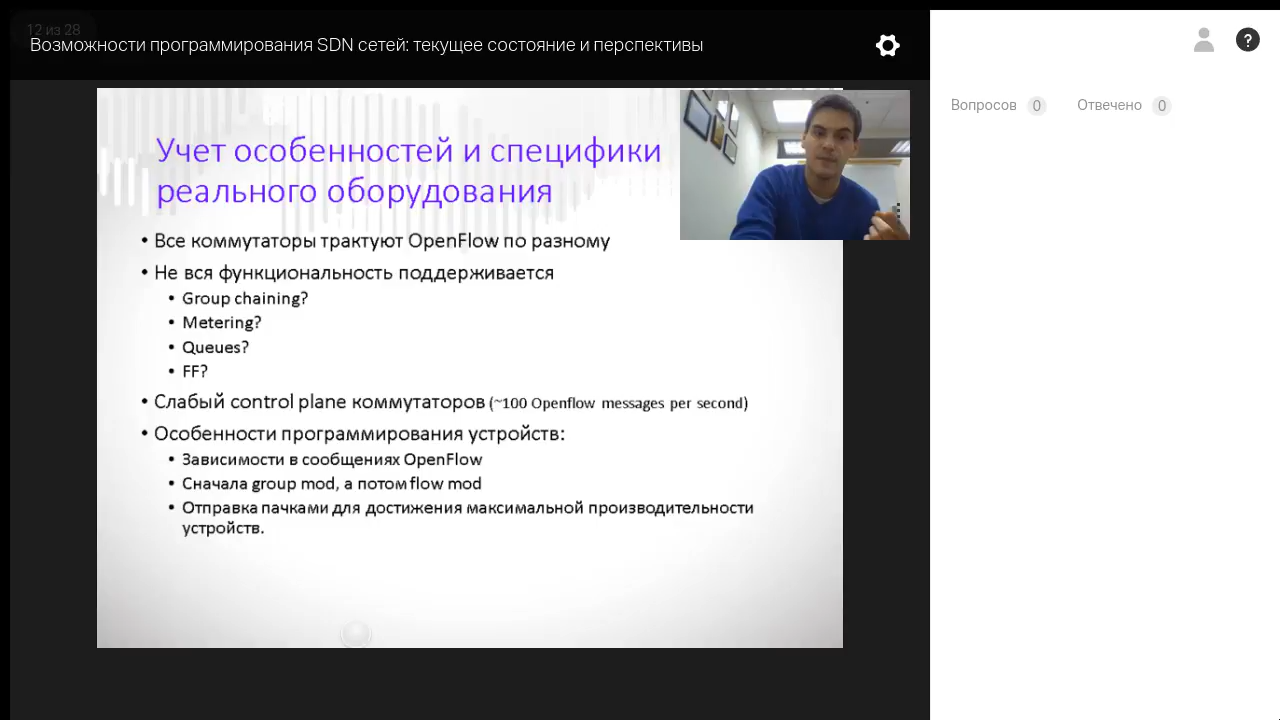 12 из 28
Возможности программирования SDN сетей: текущее состояние и перспективы
Вопросов 0 Отвечено 0
Учет особенностей и специфики
реального оборудования
• Все коммутаторы трактуют OpenFlow по разному
• Не вся функциональность поддерживается
• Group chaining?
• Metering?
• Queues?
• FF?
• Слабый control plane коммутаторов (~100 Openflow messages per second)
• Особенности программирования устройств:
• Зависимости в сообщениях OpenFlow
• Сначала group mod, а потом flow mod
• Отправка пачками для достижения максимальной производительности
устройств.